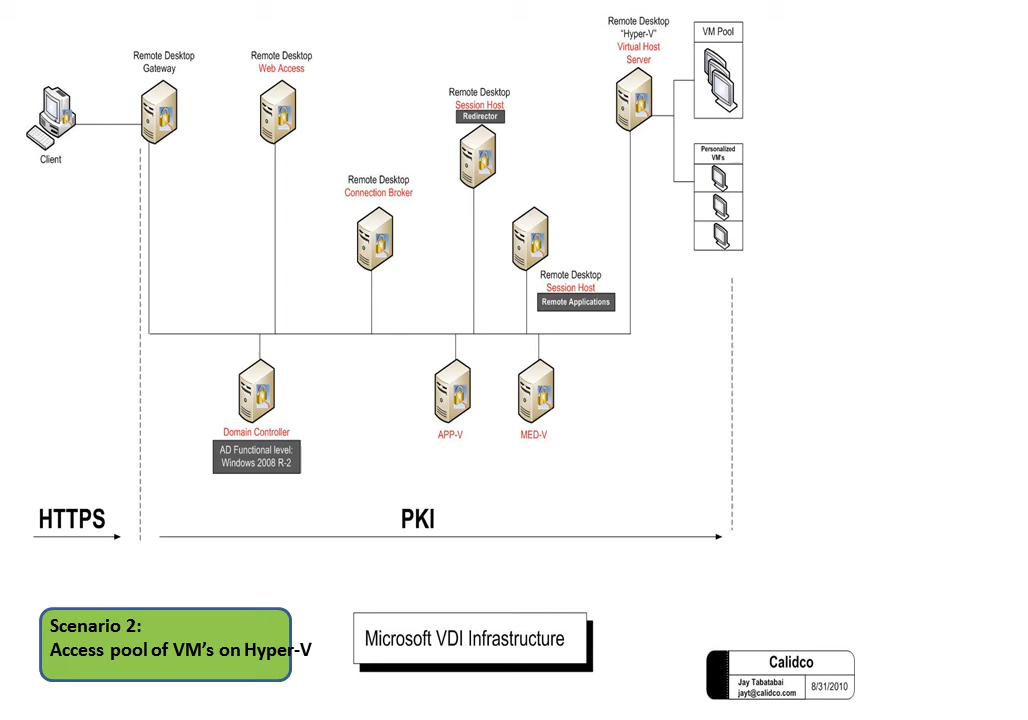 Remote Desktop
Gateway
Remote Desktop
Web Access
Remote Desktop
Session Host
Redirector
Remote Desktop
“Hyper-V”
Virtual Host
Server
VM Pool
Client
Personalized
VM's
Remote Desktop
Connection Broker
Remote Desktop
Session Host
Remote Applications
Domain Controller
AD Functional level:
Windows 2008 R-2
APP-V
MED-V
HTTPS
PKI
Scenario 2:
Access pool of VM’s on Hyper-V
Microsoft VDI Infrastructure
Calidco
Jay Tabatabai
jayt@calidco.com
8/31/2010